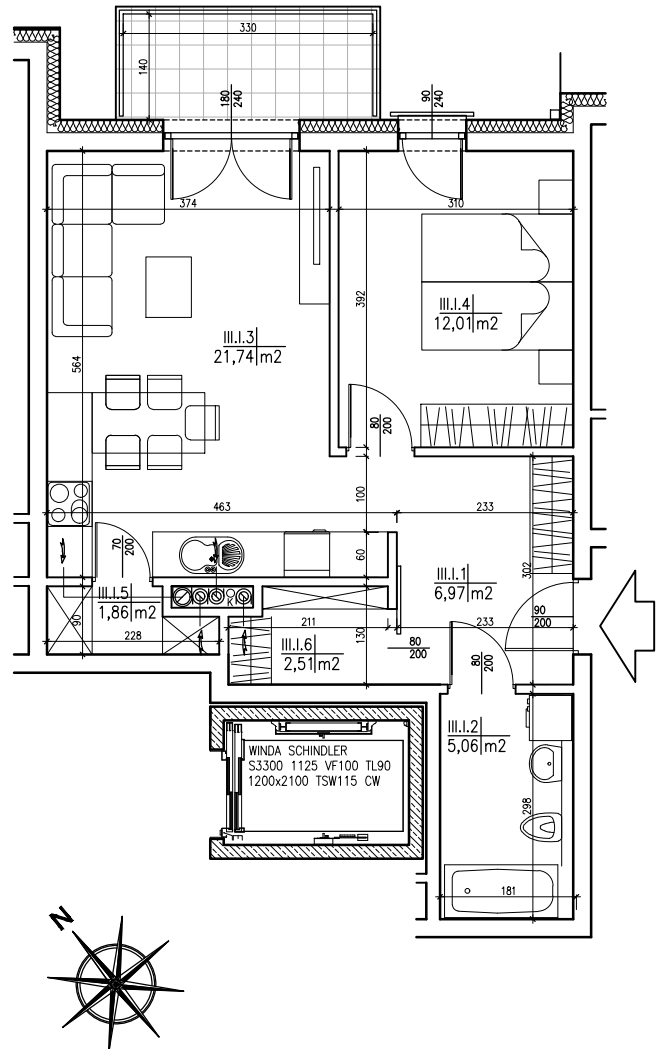 330
140
180
240
90
240
374
310
III.I.3
21,74 m2
III.I.4
12,01 m2
392
564
80
200
463
100
233
70
200
60
302
III.I.1
6,97 m2
III.I.5
1,86 m2
K
90
228
211
130
III.I.6
2,51 m2
80
200
233
90
200
80
200
III.I.2
5,06 m2
WINDA SCHINDLER
S3300 1125 VF100 TL90
1200x2100 TSW115 CW
298
181
N